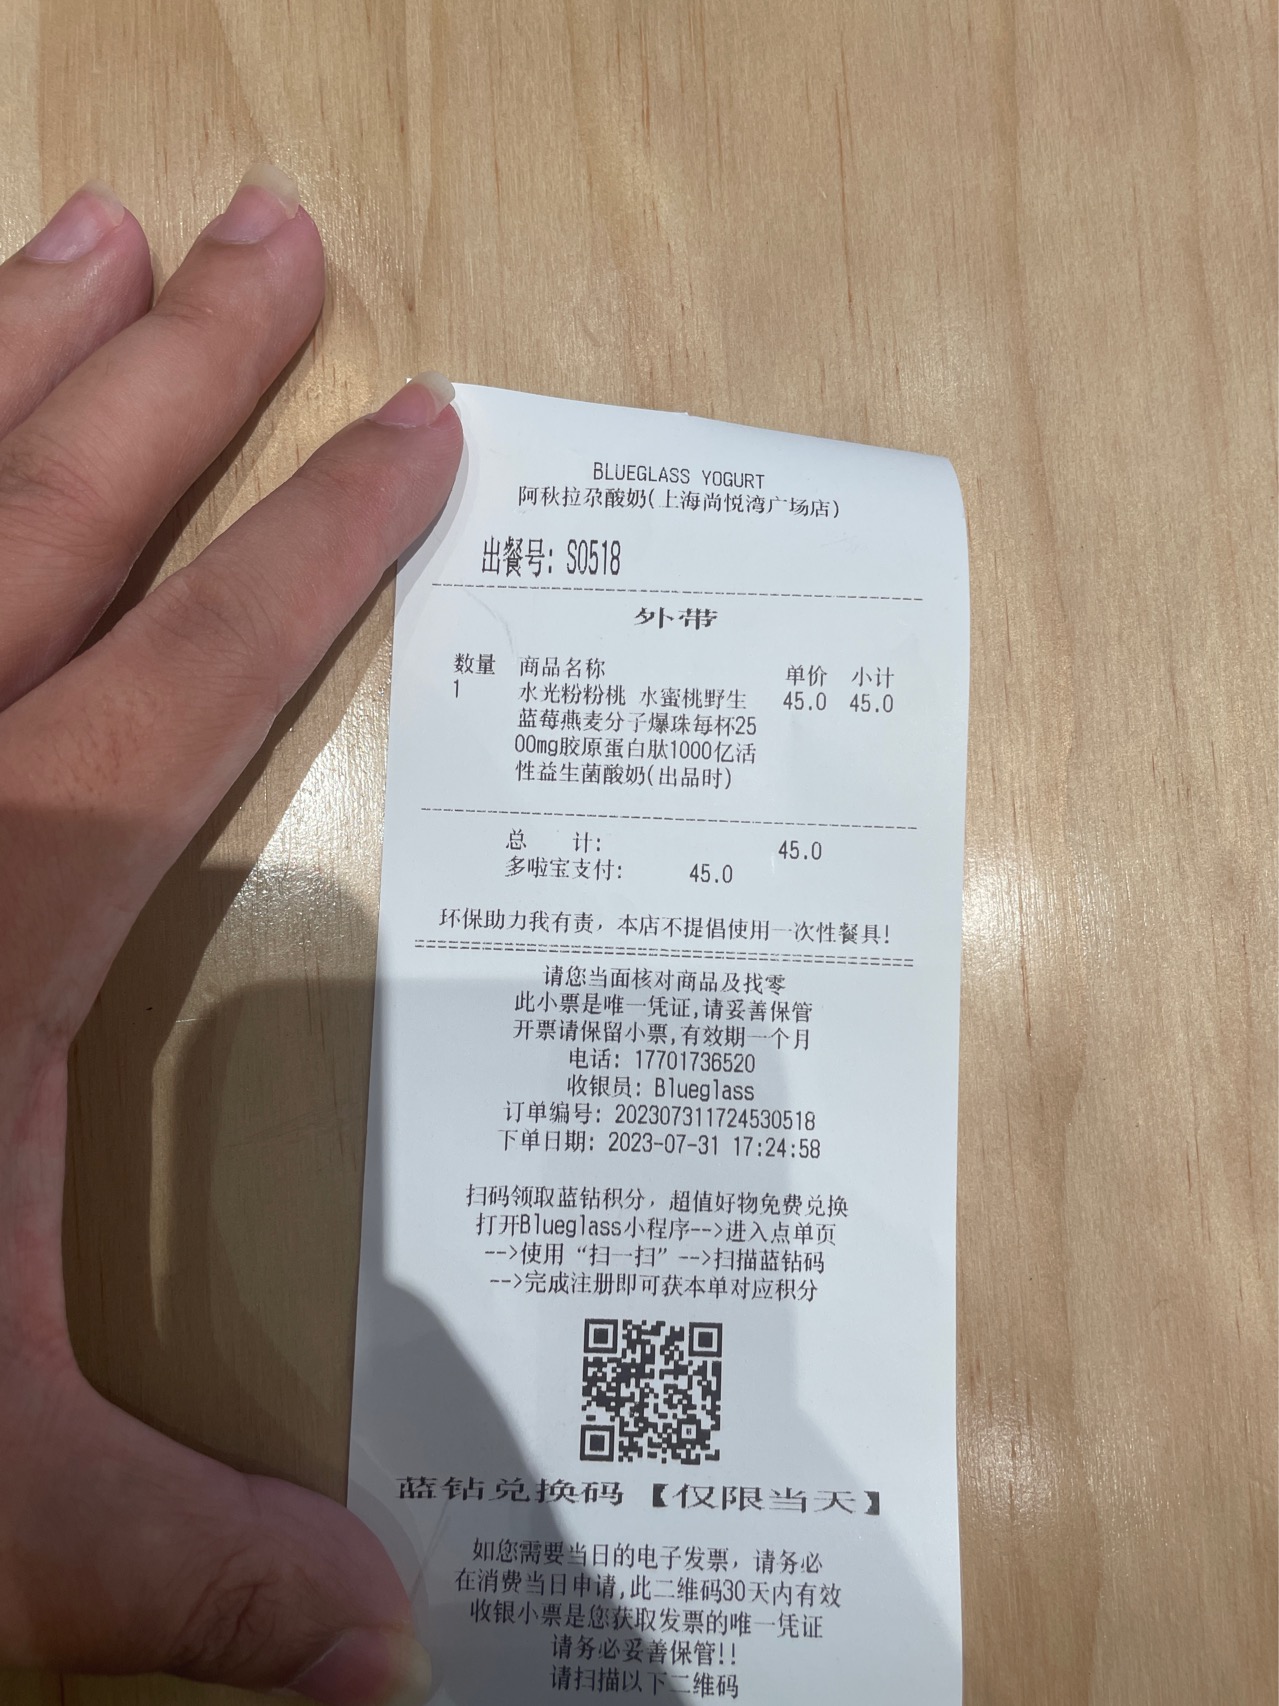 BLUEGLASS YOGURT
阿秋拉尕酸奶(上海尚悦湾广场店)
出餐号: S0518
外带
数量 商品名称 单价 小计
1 水光粉粉桃 水蜜桃野生 45.0 45.0
蓝莓燕麦分子爆珠每杯25
00mg胶原蛋白肽1000亿活
性益生菌酸奶(出品时)
总 计: 45.0
多啦宝支付: 45.0
环保助力我有责，本店不提倡使用一次性餐具!
请您当面核对商品及找零
此小票是唯一凭证,请妥善保管
开票请保留小票,有效期一个月
电话: 17701736520
收银员: Blueglass
订单编号: 202307311724530518
下单日期: 2023-07-31 17:24:58
扫码领取蓝钻积分，超值好物免费兑换
打开Blueglass小程序-->进入点单页
-->使用“扫一扫”-->扫描蓝钻码
-->完成注册即可获本单对应积分
蓝钻兑换码【仅限当天】
如您需要当日的电子发票，请务必
在消费当日申请,此二维码30天内有效
收银小票是您获取发票的唯一凭证
请务必妥善保管!!
请扫描以下二维码